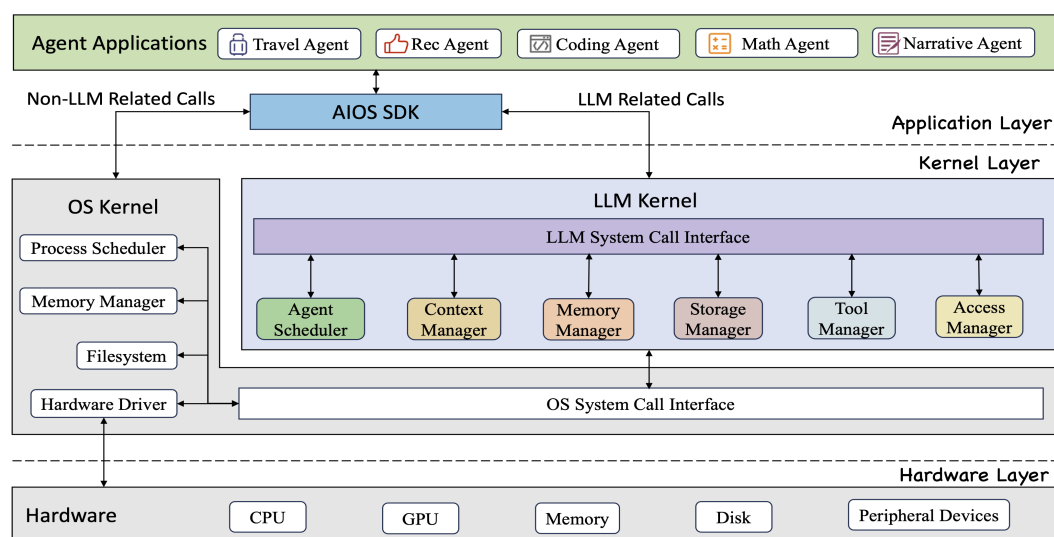 Agent Applications
Travel Agent
Rec Agent
Coding Agent
Math Agent
Narrative Agent
Non-LLM Related Calls
AIOS SDK
LLM Related Calls
Application Layer
Kernel Layer
OS Kernel
Process Scheduler
Memory Manager
Filesystem
Hardware Driver
LLM Kernel
LLM System Call Interface
Agent
Scheduler
Context
Manager
Memory
Manager
Storage
Manager
Tool
Manager
Access
Manager
OS System Call Interface
Hardware Layer
Hardware
CPU
GPU
Memory
Disk
Peripheral Devices